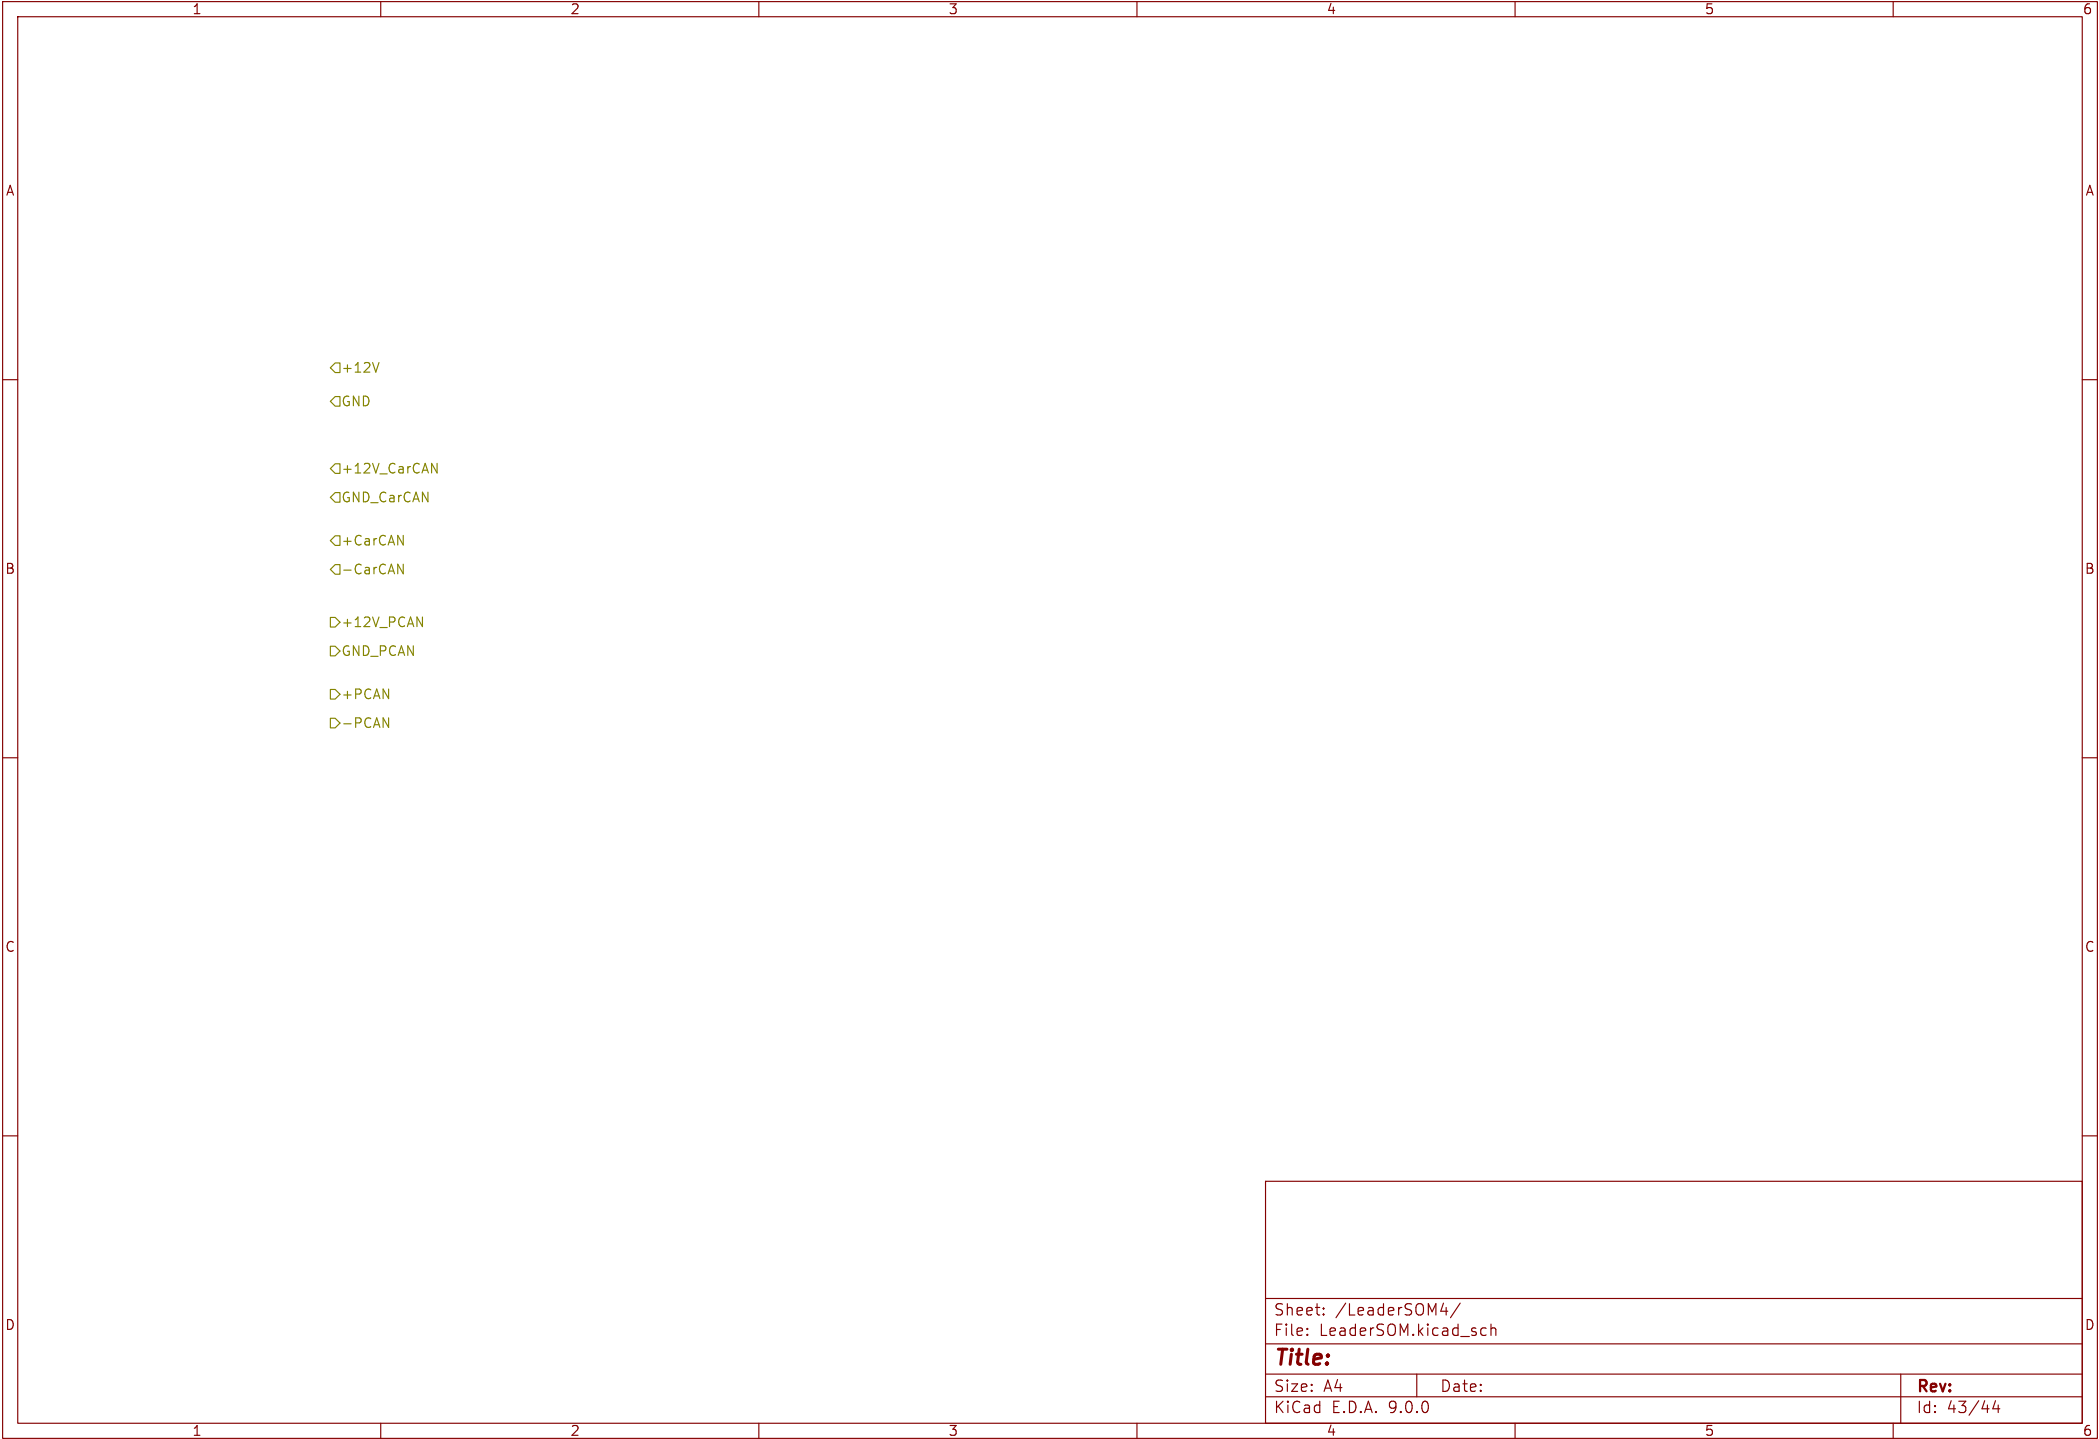 1 2 3 4 5 6
A A
+12V
GND
+12V_CarCAN
GND_CarCAN
+CarCAN
-CarCAN
B B
+12V_PCAN
GND_PCAN
+PCAN
-PCAN
C C
Sheet: /LeaderSOM4/
D D
File: LeaderSOM.kicad_sch
Title:
Size: A4 Date: Rev:
KiCad E.D.A. 9.0.0 Id: 43/44
1 2 3 4 5 6